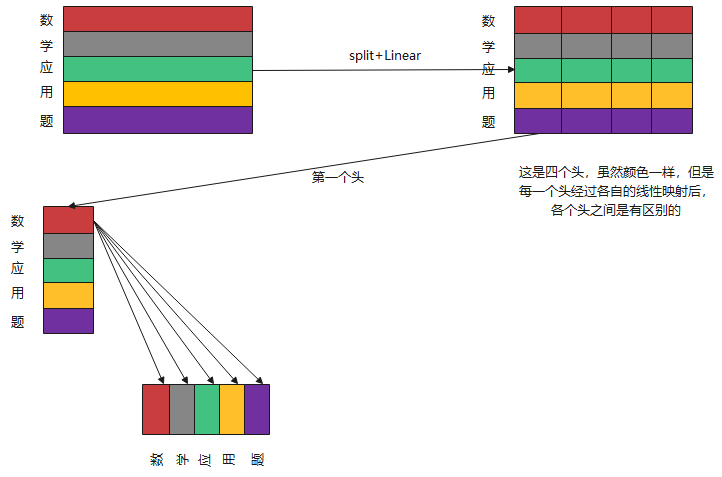 数
学
应
用
题
split+Linear
数
学
应
用
题
这是四个头，虽然颜色一样，但是
每一个头经过各自的线性映射后，
各个头之间是有区别的
第一个头
数
学
应
用
题
数 学 应 用 题